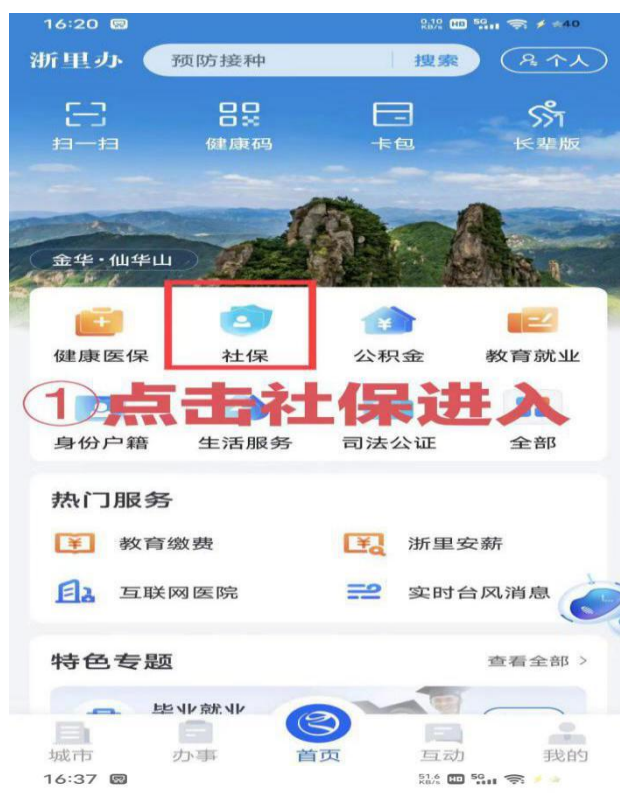 16:20 0.10 KB/s HD 5G 40
浙里办 预防接种 搜索 个人
扫一扫 健康码 卡包 长辈版
金华·仙华山
健康医保 社保 公积金 教育就业
①点击社保进入
身份户籍 生活服务 司法公证 全部
热门服务
教育缴费 浙里安薪
互联网医院 实时台风消息
特色专题 查看全部 >
毕业就业
城市 办事 首页 互动 我的
16:37 51.6 KB/s HD 5G